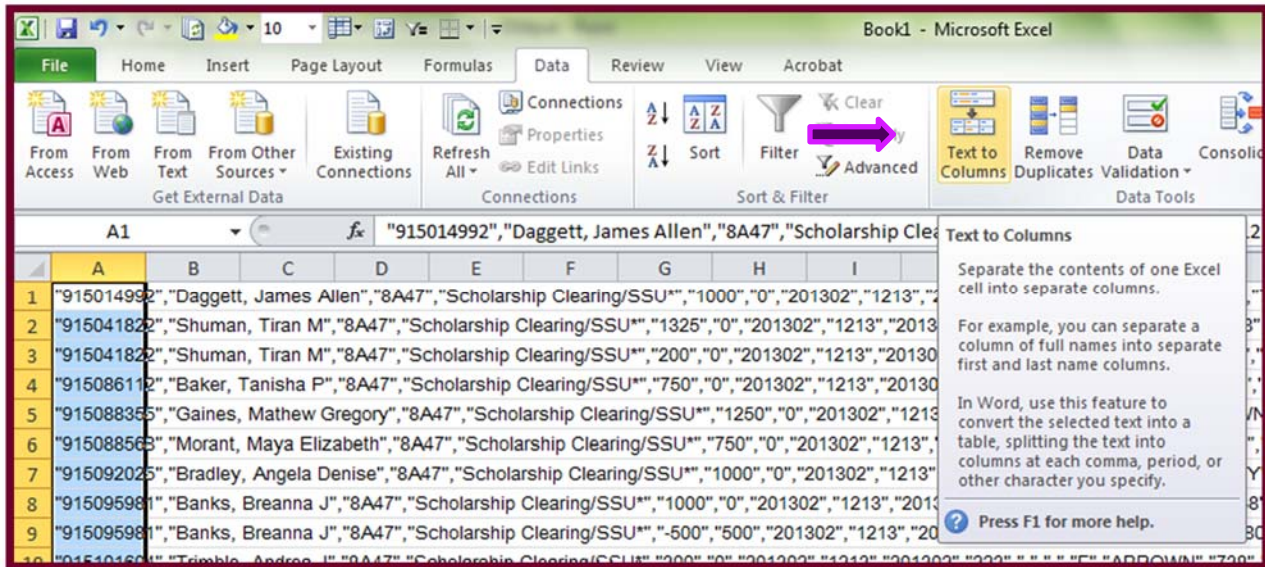 10
Book1 - Microsoft Excel
File Home Insert Page Layout Formulas Data Review View Acrobat
From Access
From Web
From Text
From Other Sources
Existing Connections
Get External Data
Refresh All
Connections
Properties
Edit Links
Connections
Sort
Filter
Clear
Advanced
Sort & Filter
Text to Columns
Remove Duplicates
Data Validation
Data Tools
A1 fx "915014992","Daggett, James Allen","8A47","Scholarship Clea
A B C D E F G H I
1 "915014992","Daggett, James Allen","8A47","Scholarship Clearing/SSU*","1000","0","201302","1213","2
2 "915041822","Shuman, Tiran M","8A47","Scholarship Clearing/SSU*","1325","0","201302","1213","2013
3 "915041822","Shuman, Tiran M","8A47","Scholarship Clearing/SSU*","200","0","201302","1213","20130
4 "915086112","Baker, Tanisha P","8A47","Scholarship Clearing/SSU*","750","0","201302","1213","20130
5 "915088355","Gaines, Mathew Gregory","8A47","Scholarship Clearing/SSU*","1250","0","201302","1213
6 "915088563","Morant, Maya Elizabeth","8A47","Scholarship Clearing/SSU*","750","0","201302","1213",
7 "915092025","Bradley, Angela Denise","8A47","Scholarship Clearing/SSU*","1000","0","201302","1213"
8 "915095981","Banks, Breanna J","8A47","Scholarship Clearing/SSU*","1000","0","201302","1213","201
9 "915095981","Banks, Breanna J","8A47","Scholarship Clearing/SSU*","-500","500","201302","1213","20
Text to Columns
Separate the contents of one Excel
cell into separate columns.
For example, you can separate a
column of full names into separate
first and last name columns.
In Word, use this feature to
convert the selected text into a
table, splitting the text into
columns at each comma, period, or
other character you specify.
Press F1 for more help.